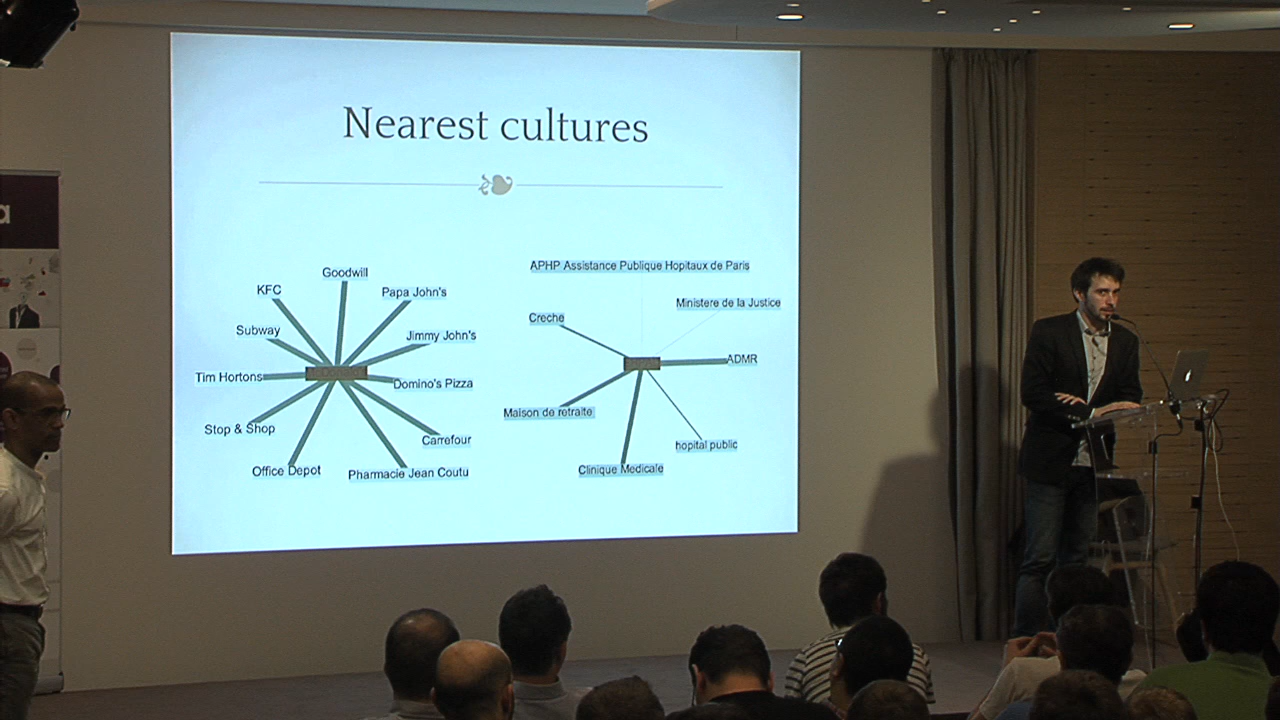 Nearest cultures
Goodwill
KFC
Papa John's
Subway
Jimmy John's
Tim Hortons
Domino's Pizza
Stop & Shop
Carrefour
Office Depot
Pharmacie Jean Coutu
APHP Assistance Publique Hopitaux de Paris
Ministere de la Justice
Creche
ADMR
Maison de retraite
hopital public
Clinique Medicale
a